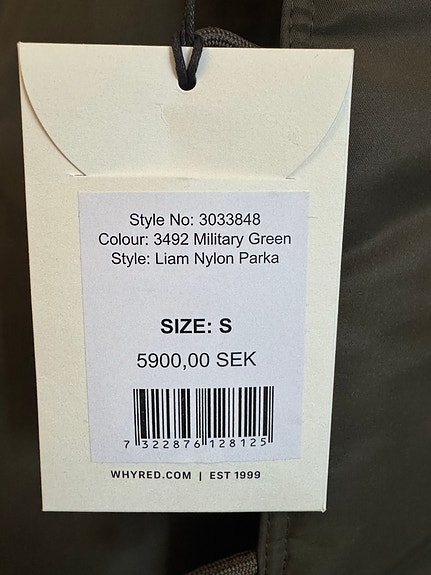 Style No: 3033848
Colour: 3492 Military Green
Style: Liam Nylon Parka
SIZE: S
5900,00 SEK
7 322876 128125
WHYRED.COM | EST 1999